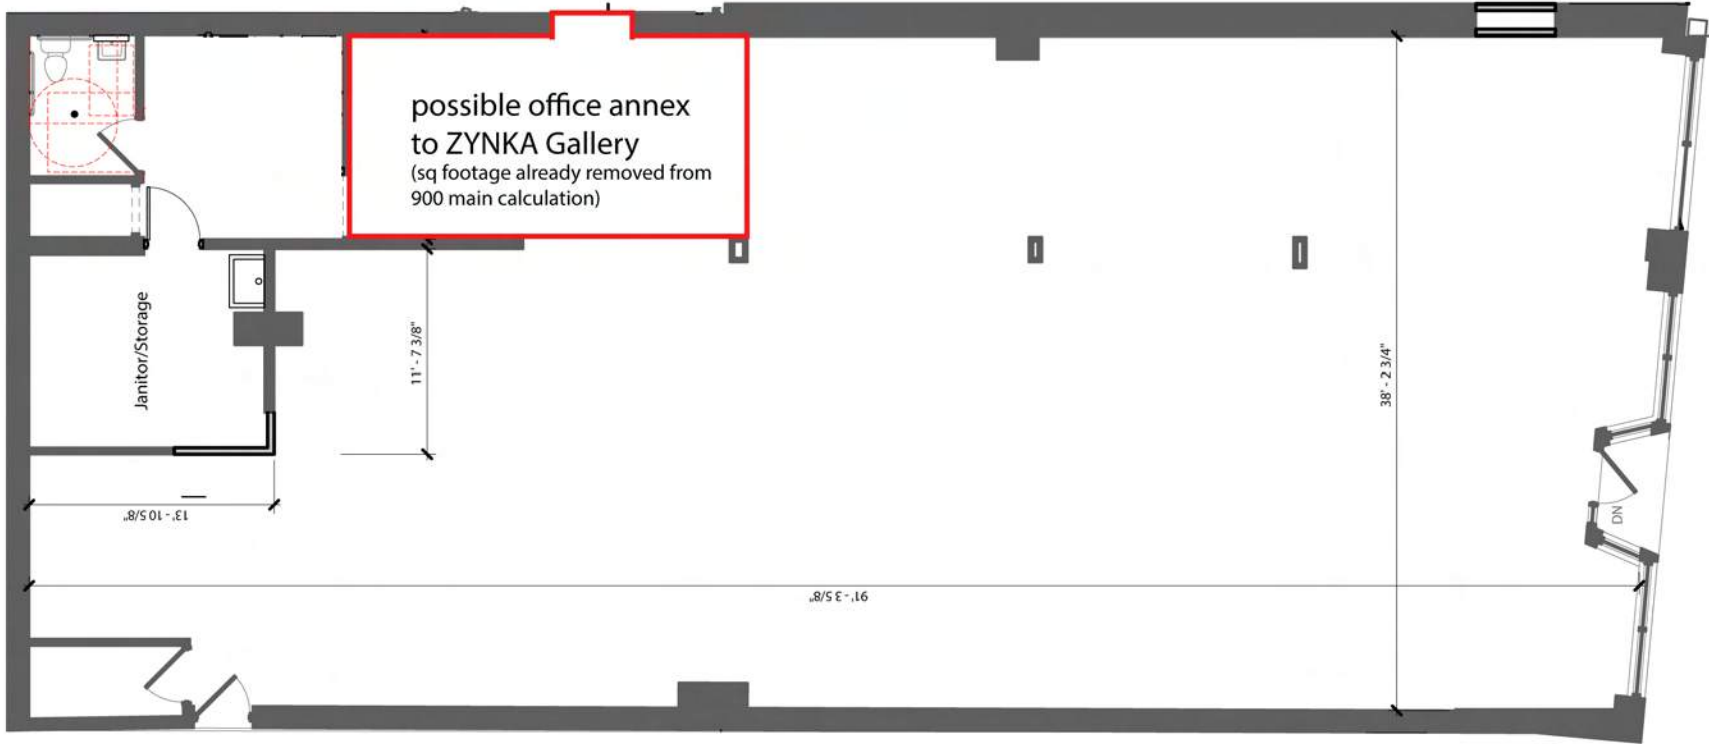 possible office annex
to ZYNKA Gallery
(sq footage already removed from
900 main calculation)
Janitor/Storage
11' - 7 3/8"
38' - 2 3/4"
13' - 10 5/8"
DN
91' - 3 5/8"